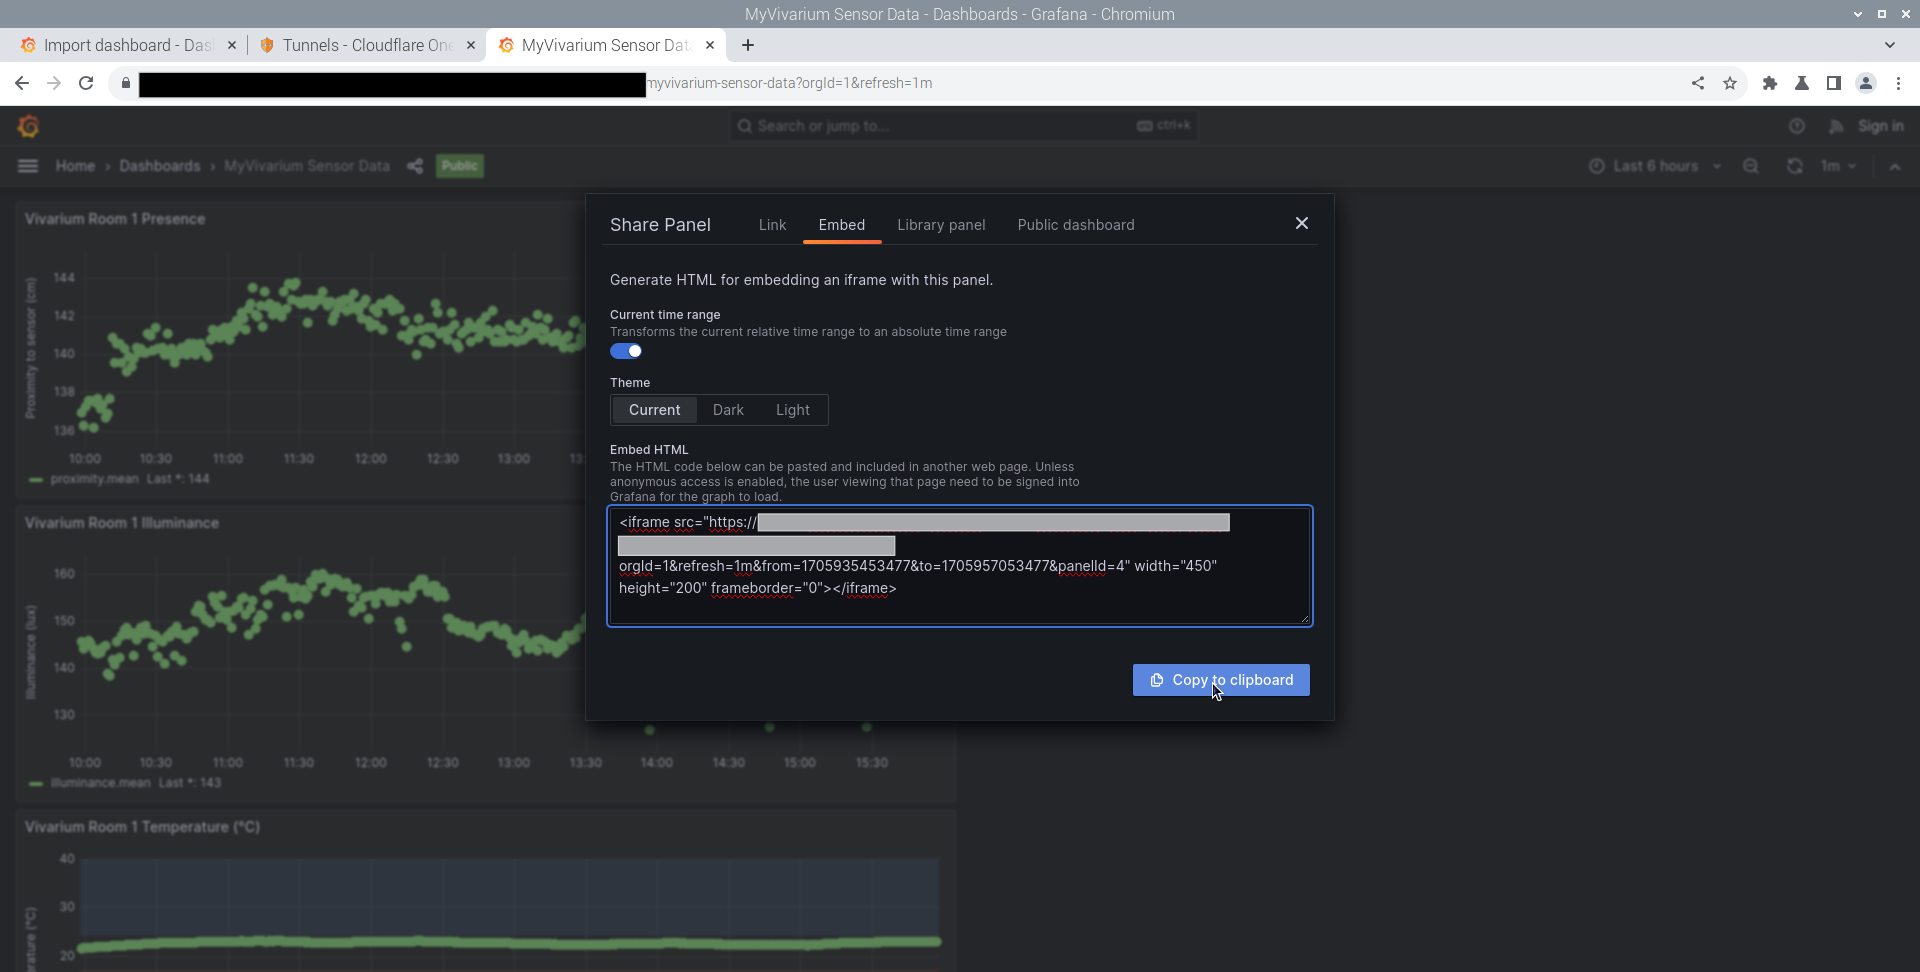 MyVivarium Sensor Data - Dashboards - Grafana - Chromium
Import dashboard - Das
Tunnels - Cloudflare One
MyVivarium Sensor Dat
myvivarium-sensor-data?orgId=1&refresh=1m
Search or jump to...
ctrl+k
Sign in
Home › Dashboards › MyVivarium Sensor Data
Public
Last 6 hours
1m
Vivarium Room 1 Presence
Proximity to sensor (cm)
144
142
140
138
136
10:00 10:30 11:00 11:30 12:00 12:30 13:00 13:
proximity.mean Last *: 144
Share Panel
Link
Embed
Library panel
Public dashboard
Generate HTML for embedding an iframe with this panel.
Current time range
Transforms the current relative time range to an absolute time range
Theme
Current
Dark
Light
Embed HTML
The HTML code below can be pasted and included in another web page. Unless
anonymous access is enabled, the user viewing that page need to be signed into
Grafana for the graph to load.
<iframe src="https://
orgId=1&refresh=1m&from=1705935453477&to=1705957053477&panelId=4" width="450"
height="200" frameborder="0"></iframe>
Copy to clipboard
Vivarium Room 1 Illuminance
Illuminance (lux)
160
150
140
130
10:00 10:30 11:00 11:30 12:00 12:30 13:00 13:30 14:00 14:30 15:00 15:30
illuminance.mean Last *: 143
Vivarium Room 1 Temperature (°C)
erature (°C)
40
30
20